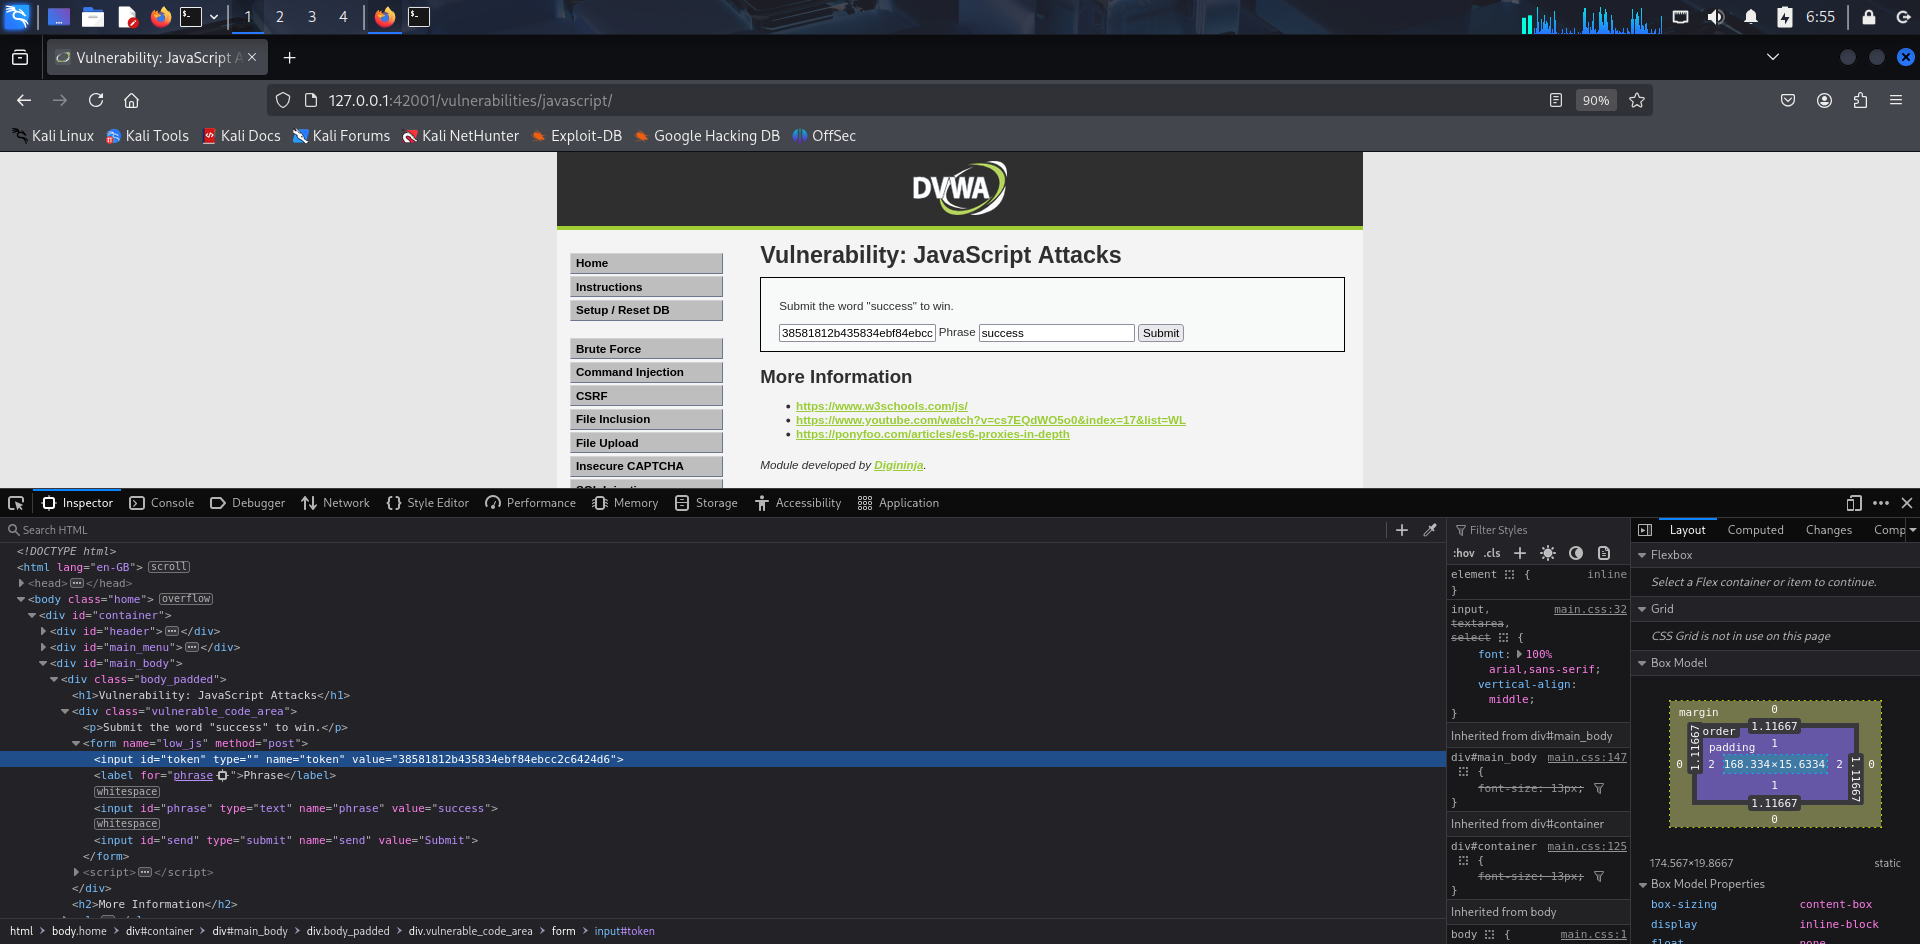 1 2 3 4 6:55
Vulnerability: JavaScript A
127.0.0.1:42001/vulnerabilities/javascript/ 90%
Kali Linux Kali Tools Kali Docs Kali Forums Kali NetHunter Exploit-DB Google Hacking DB OffSec
DVWA
Home
Instructions
Setup / Reset DB
Brute Force
Command Injection
CSRF
File Inclusion
File Upload
Insecure CAPTCHA
Vulnerability: JavaScript Attacks
Submit the word "success" to win.
38581812b435834ebf84ebcc Phrase success Submit
More Information
https://www.w3schools.com/js/
https://www.youtube.com/watch?v=cs7EQdWO5o0&index=17&list=WL
https://ponyfoo.com/articles/es6-proxies-in-depth
Module developed by Digininja.
Inspector Console Debugger Network Style Editor Performance Memory Storage Accessibility Application
Search HTML
<!DOCTYPE html>
<html lang="en-GB"> scroll
<head> </head>
<body class="home"> overflow
<div id="container">
<div id="header"> </div>
<div id="main_menu"> </div>
<div id="main_body">
<div class="body_padded">
<h1>Vulnerability: JavaScript Attacks</h1>
<div class="vulnerable_code_area">
<p>Submit the word "success" to win.</p>
<form name="low_js" method="post">
<input id="token" type="" name="token" value="38581812b435834ebf84ebcc2c6424d6">
<label for="phrase">Phrase</label>
whitespace
<input id="phrase" type="text" name="phrase" value="success">
whitespace
<input id="send" type="submit" name="send" value="Submit">
</form>
<script> </script>
</div>
<h2>More Information</h2>
html body.home div#container div#main_body div.body_padded div.vulnerable_code_area form input#token
Filter Styles
:hov .cls
element { inline
}
input, main.css:32
textarea,
select {
font: 100%
arial,sans-serif;
vertical-align:
middle;
}
Inherited from div#main_body
div#main_body main.css:147
{
font-size: 13px;
}
Inherited from div#container
div#container main.css:125
{
font-size: 13px;
}
Inherited from body
body { main.css:1
Layout Computed Changes Comp
Flexbox
Select a Flex container or item to continue.
Grid
CSS Grid is not in use on this page
Box Model
margin 0
order 1.11667
padding 1
0 1.11667 2 168.334×15.6334 2 1.11667 0
1
1.11667
0
174.567×19.8667 static
Box Model Properties
box-sizing content-box
display inline-block